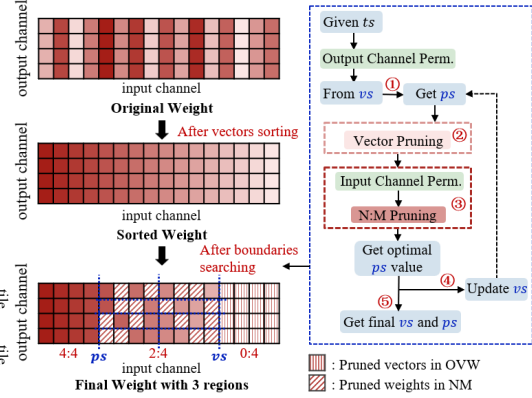 output channel
input channel
Original Weight
After vectors sorting
output channel
input channel
Sorted Weight
After boundaries
searching
tile
tile
output channel
4:4
ps
2:4
vs
0:4
input channel
Final Weight with 3 regions
Given ts
Output Channel Perm.
From vs
①
Get ps
②
Vector Pruning
Input Channel Perm.
③
N:M Pruning
Get optimal
ps value
④
Update vs
⑤
Get final vs and ps
: Pruned vectors in OVW
: Pruned weights in NM